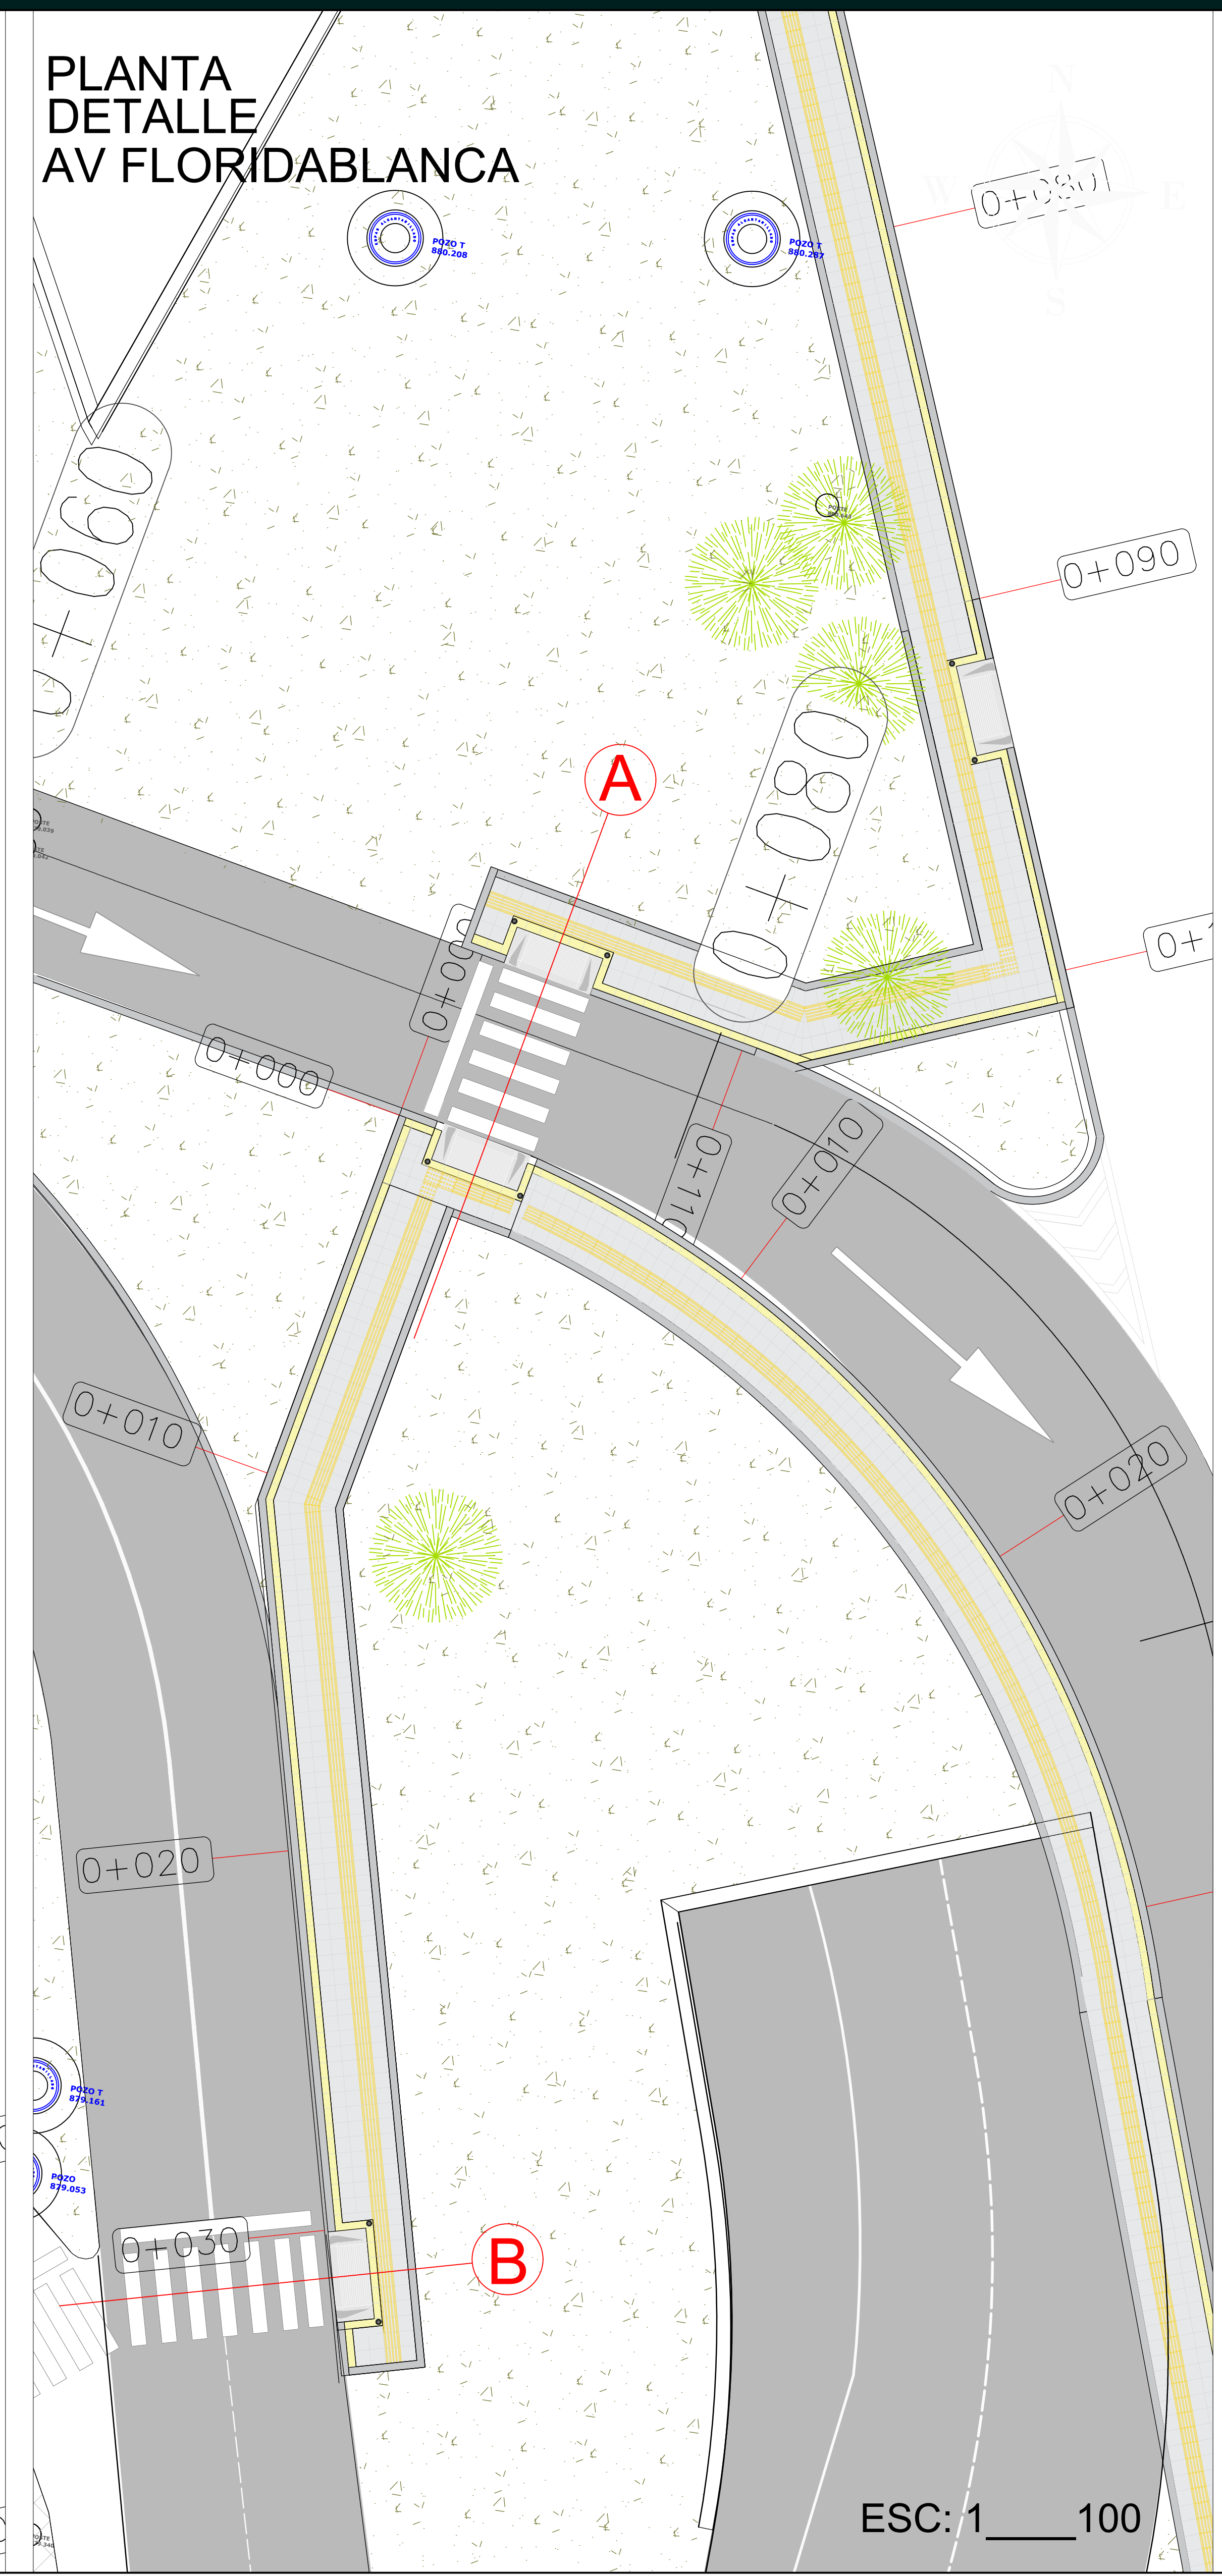 PLANTA
DETALLE
AV FLORIDABLANCA
N
W
E
S
0+080
POZO T
880.208
POZO T
880.287
0+060
POSTE
0+090
0+080
A
0+000
0+000
0+110
0+010
0+010
0+020
0+020
POZO T
879.161
POZO
879.053
0+030
B
ESC: 1____100